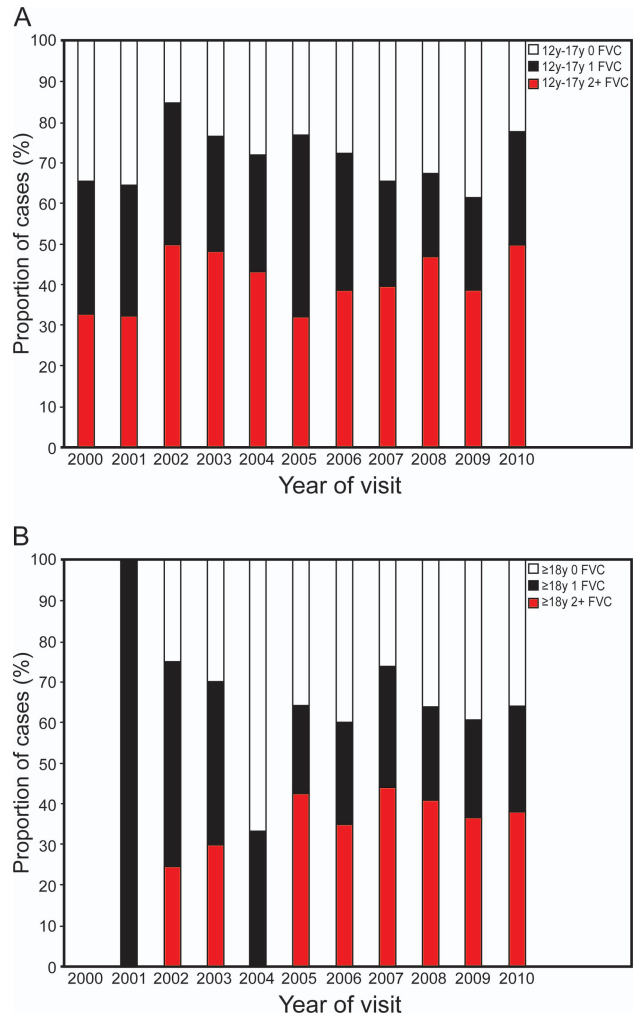 A
100
90
80
70
60
50
40
30
20
10
0
Proportion of cases (%)
12y-17y 0 FVC
12y-17y 1 FVC
12y-17y 2+ FVC
2000 2001 2002 2003 2004 2005 2006 2007 2008 2009 2010
Year of visit
B
100
90
80
70
60
50
40
30
20
10
0
Proportion of cases (%)
≥18y 0 FVC
≥18y 1 FVC
≥18y 2+ FVC
2000 2001 2002 2003 2004 2005 2006 2007 2008 2009 2010
Year of visit